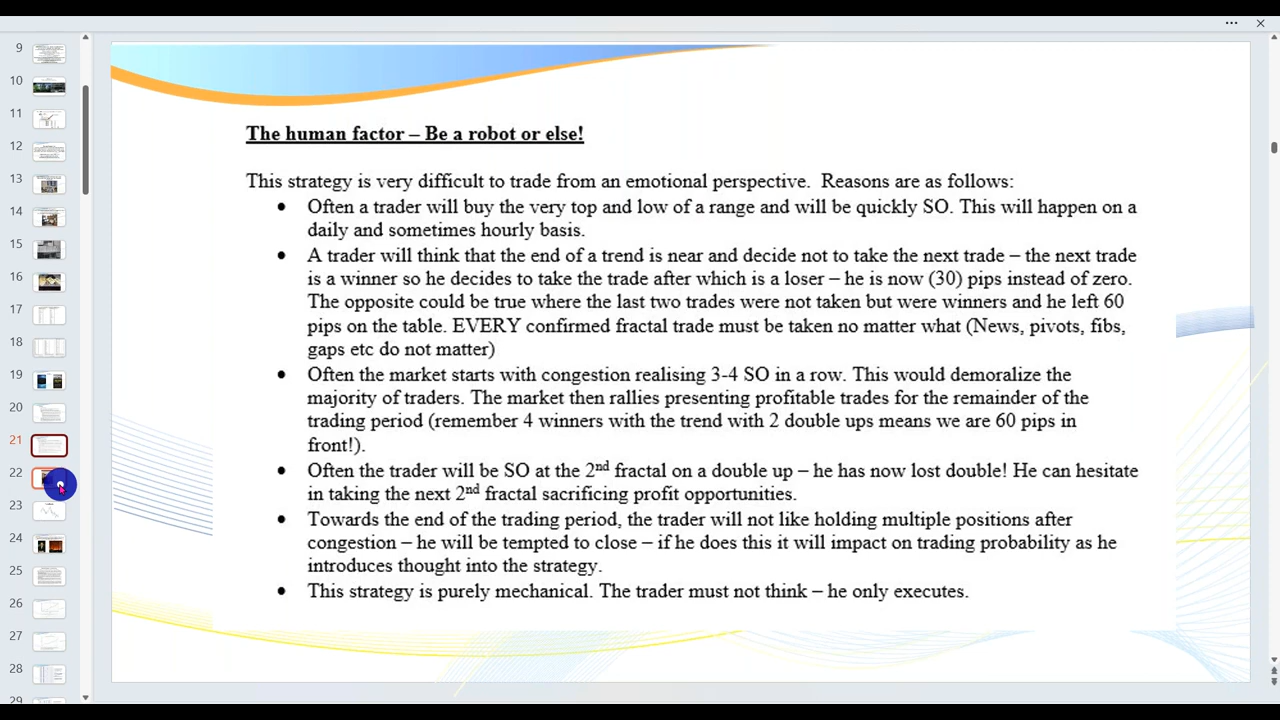 9
10
11
12
13
14
15
16
17
18
19
20
21
22
23
24
25
26
27
28
29
The human factor – Be a robot or else!
This strategy is very difficult to trade from an emotional perspective.  Reasons are as follows:
• Often a trader will buy the very top and low of a range and will be quickly SO. This will happen on a
daily and sometimes hourly basis.
• A trader will think that the end of a trend is near and decide not to take the next trade – the next trade
is a winner so he decides to take the trade after which is a loser – he is now (30) pips instead of zero.
The opposite could be true where the last two trades were not taken but were winners and he left 60
pips on the table. EVERY confirmed fractal trade must be taken no matter what (News, pivots, fibs,
gaps etc do not matter)
• Often the market starts with congestion realising 3-4 SO in a row. This would demoralize the
majority of traders. The market then rallies presenting profitable trades for the remainder of the
trading period (remember 4 winners with the trend with 2 double ups means we are 60 pips in
front!).
• Often the trader will be SO at the 2nd fractal on a double up – he has now lost double! He can hesitate
in taking the next 2nd fractal sacrificing profit opportunities.
• Towards the end of the trading period, the trader will not like holding multiple positions after
congestion – he will be tempted to close – if he does this it will impact on trading probability as he
introduces thought into the strategy.
• This strategy is purely mechanical. The trader must not think – he only executes.